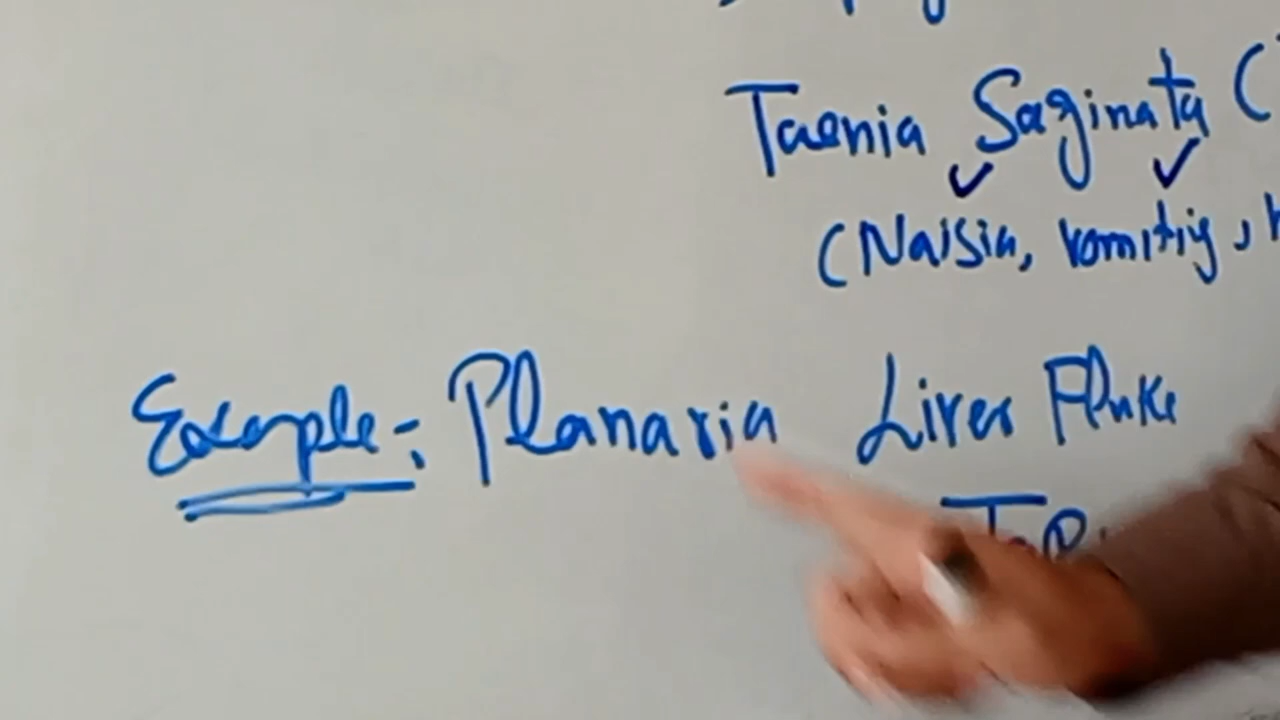 Taenia Saginata (
(Naisia, vomitig,
Example:- Planaria Liver Fluke